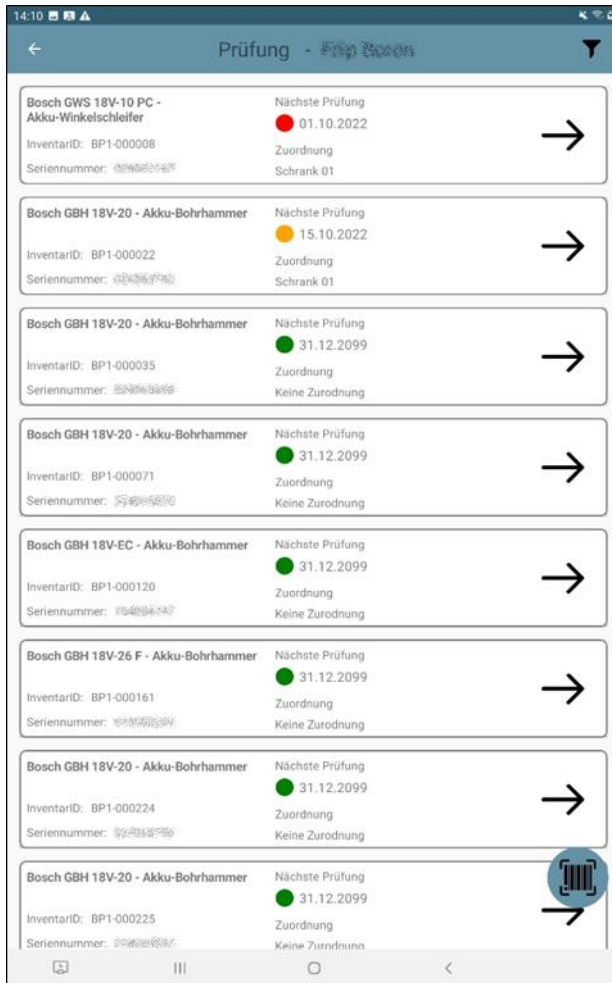 14:10
Prüfung -
Bosch GWS 18V-10 PC -
Akku-Winkelschleifer
InventarID: BP1-000008
Seriennummer:
Nächste Prüfung
01.10.2022
Zuordnung
Schrank 01
Bosch GBH 18V-20 - Akku-Bohrhammer
InventarID: BP1-000022
Seriennummer:
Nächste Prüfung
15.10.2022
Zuordnung
Schrank 01
Bosch GBH 18V-20 - Akku-Bohrhammer
InventarID: BP1-000035
Seriennummer:
Nächste Prüfung
31.12.2099
Zuordnung
Keine Zurodnung
Bosch GBH 18V-20 - Akku-Bohrhammer
InventarID: BP1-000071
Seriennummer:
Nächste Prüfung
31.12.2099
Zuordnung
Keine Zurodnung
Bosch GBH 18V-EC - Akku-Bohrhammer
InventarID: BP1-000120
Seriennummer:
Nächste Prüfung
31.12.2099
Zuordnung
Keine Zurodnung
Bosch GBH 18V-26 F - Akku-Bohrhammer
InventarID: BP1-000161
Seriennummer:
Nächste Prüfung
31.12.2099
Zuordnung
Keine Zurodnung
Bosch GBH 18V-20 - Akku-Bohrhammer
InventarID: BP1-000224
Seriennummer:
Nächste Prüfung
31.12.2099
Zuordnung
Keine Zurodnung
Bosch GBH 18V-20 - Akku-Bohrhammer
InventarID: BP1-000225
Seriennummer:
Nächste Prüfung
31.12.2099
Zuordnung
Keine Zurodnung